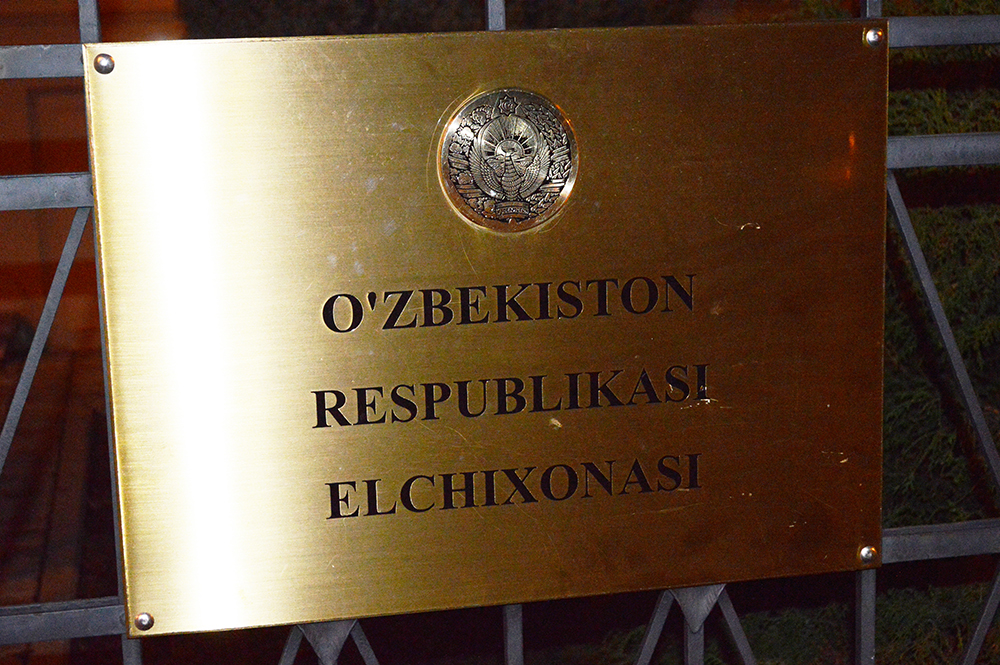 O'ZBEKISTON
RESPUBLIKASI
ELCHIXONASI